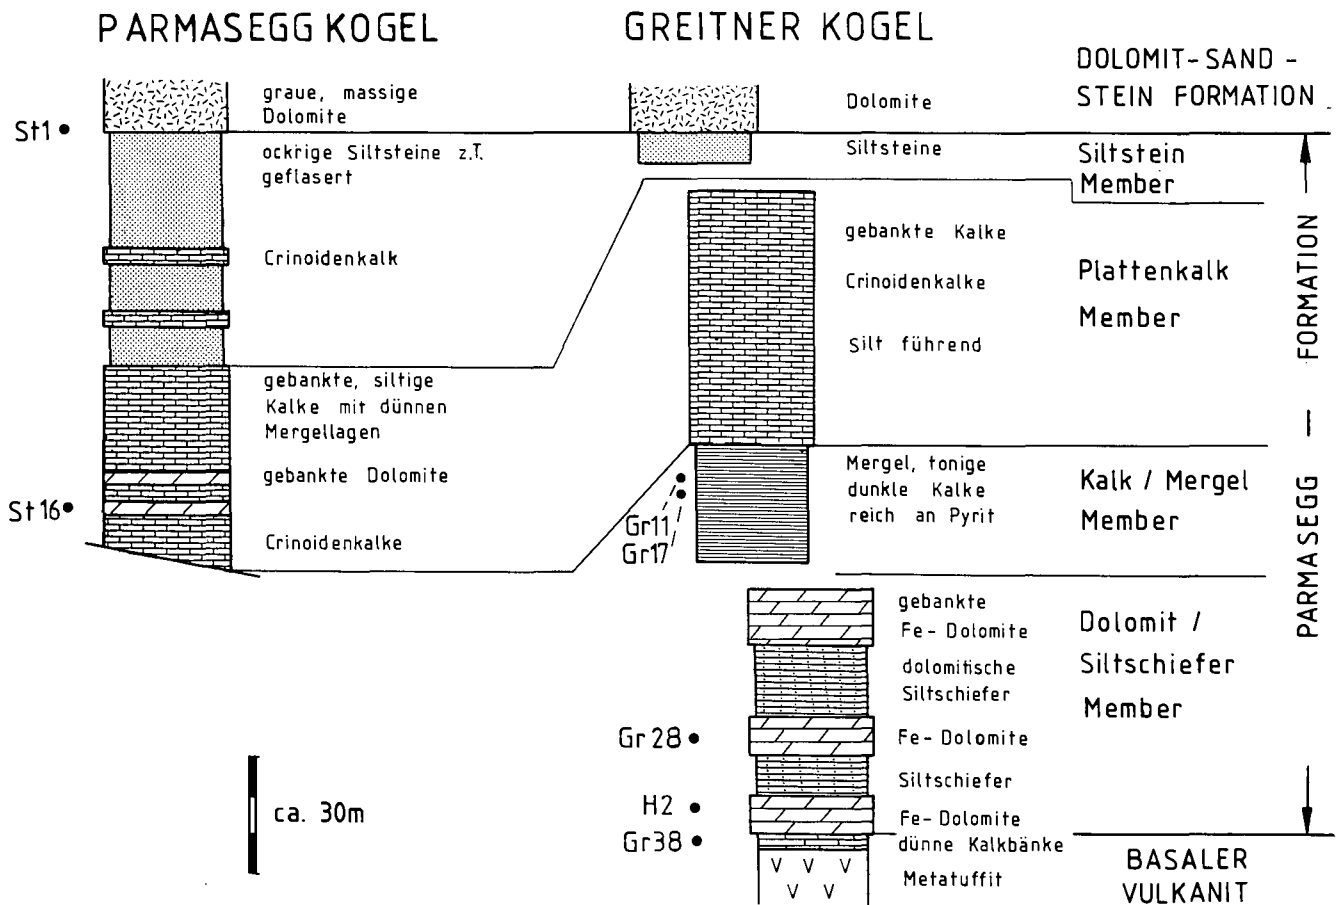 PARMASEGG KOGEL
GREITNER KOGEL
DOLOMIT-SAND-
STEIN FORMATION
St1
graue, massige
Dolomite
ockrige Siltsteine z.T.
geflasert
Crinoidenkalk
gebankte, siltige
Kalke mit dünnen
Mergellagen
gebankte Dolomite
St16
Crinoidenkalke
ca. 30m
Dolomite
Siltsteine
gebankte Kalke
Crinoidenkalke
Silt führend
Gr11
Gr17
Mergel, tonige
dunkle Kalke
reich an Pyrit
gebankte
Fe-Dolomite
dolomitische
Siltschiefer
Gr28
Fe-Dolomite
Siltschiefer
H2
Fe-Dolomite
Gr38
dünne Kalkbänke
Metatuffit
Siltstein
Member
Plattenkalk
Member
Kalk / Mergel
Member
Dolomit /
Siltschiefer
Member
BASALER
VULKANIT
PARMASEGG — FORMATION